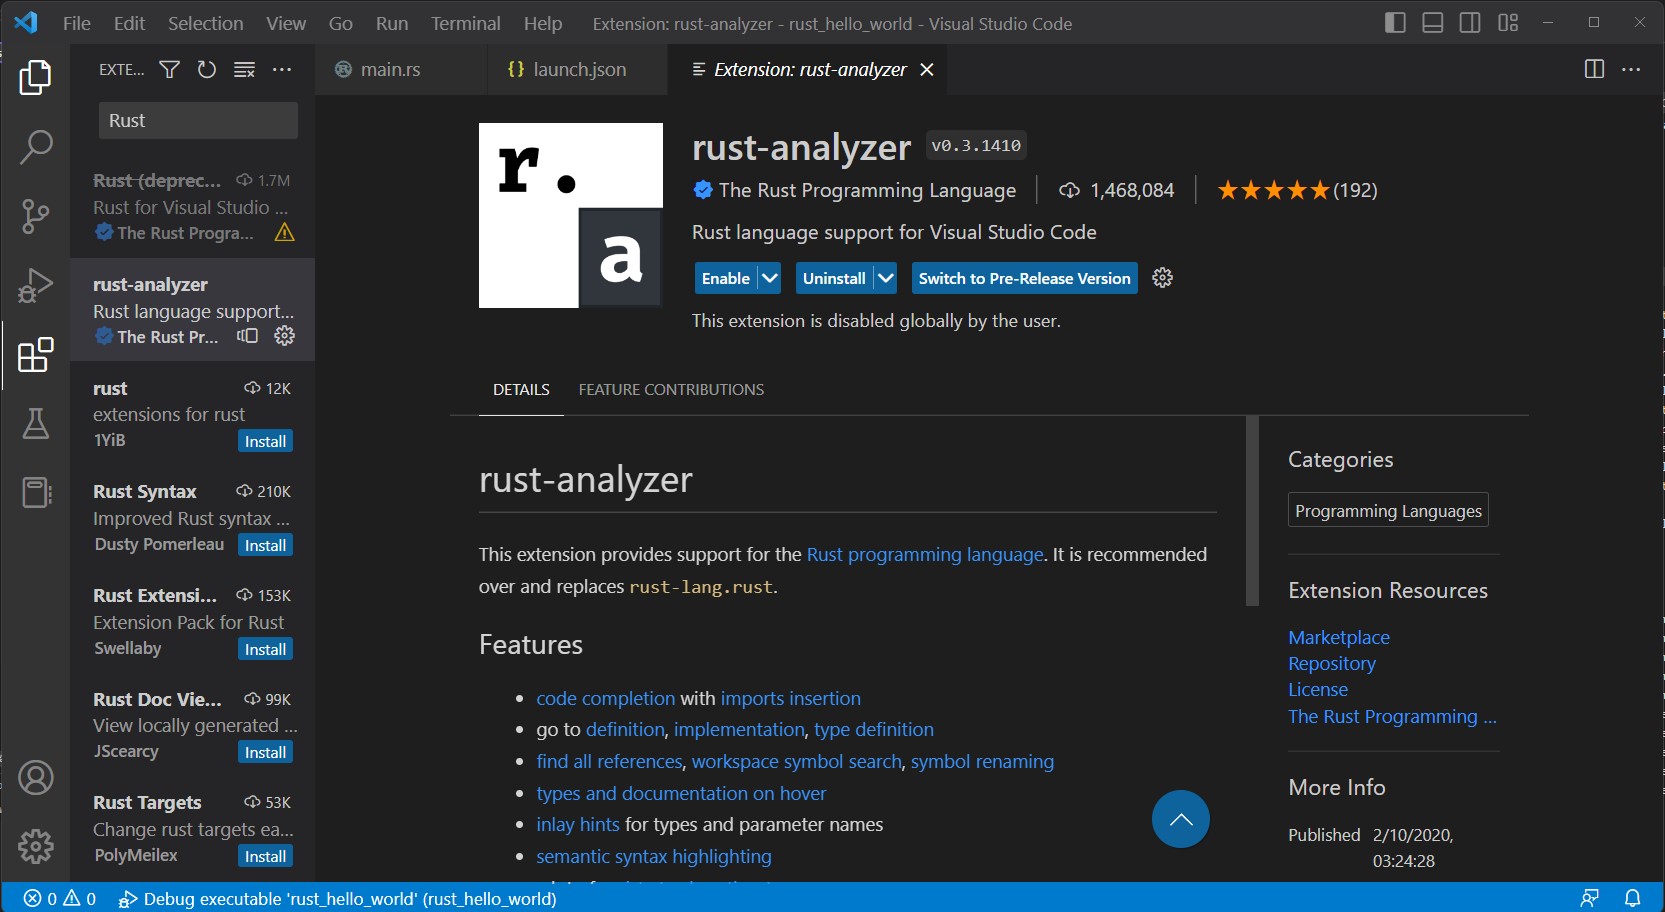 File Edit Selection View Go Run Terminal Help Extension: rust-analyzer - rust_hello_world - Visual Studio Code
EXTE...
main.rs
{} launch.json
Extension: rust-analyzer
Rust
Rust (deprec... 1.7M
Rust for Visual Studio ...
The Rust Progra...
rust-analyzer
Rust language support...
The Rust Pr...
rust 12K
extensions for rust
1YiB Install
Rust Syntax 210K
Improved Rust syntax ...
Dusty Pomerleau Install
Rust Extensi... 153K
Extension Pack for Rust
Swellaby Install
Rust Doc Vie... 99K
View locally generated ...
JScearcy Install
Rust Targets 53K
Change rust targets ea...
PolyMeilex Install
r.
a
rust-analyzer v0.3.1410
The Rust Programming Language 1,468,084 ★★★★★(192)
Rust language support for Visual Studio Code
Enable Uninstall Switch to Pre-Release Version
This extension is disabled globally by the user.
DETAILS FEATURE CONTRIBUTIONS
rust-analyzer
This extension provides support for the Rust programming language. It is recommended
over and replaces rust-lang.rust.
Features
• code completion with imports insertion
• go to definition, implementation, type definition
• find all references, workspace symbol search, symbol renaming
• types and documentation on hover
• inlay hints for types and parameter names
• semantic syntax highlighting
Categories
Programming Languages
Extension Resources
Marketplace
Repository
License
The Rust Programming ...
More Info
Published 2/10/2020,
03:24:28
0 0 Debug executable 'rust_hello_world' (rust_hello_world)